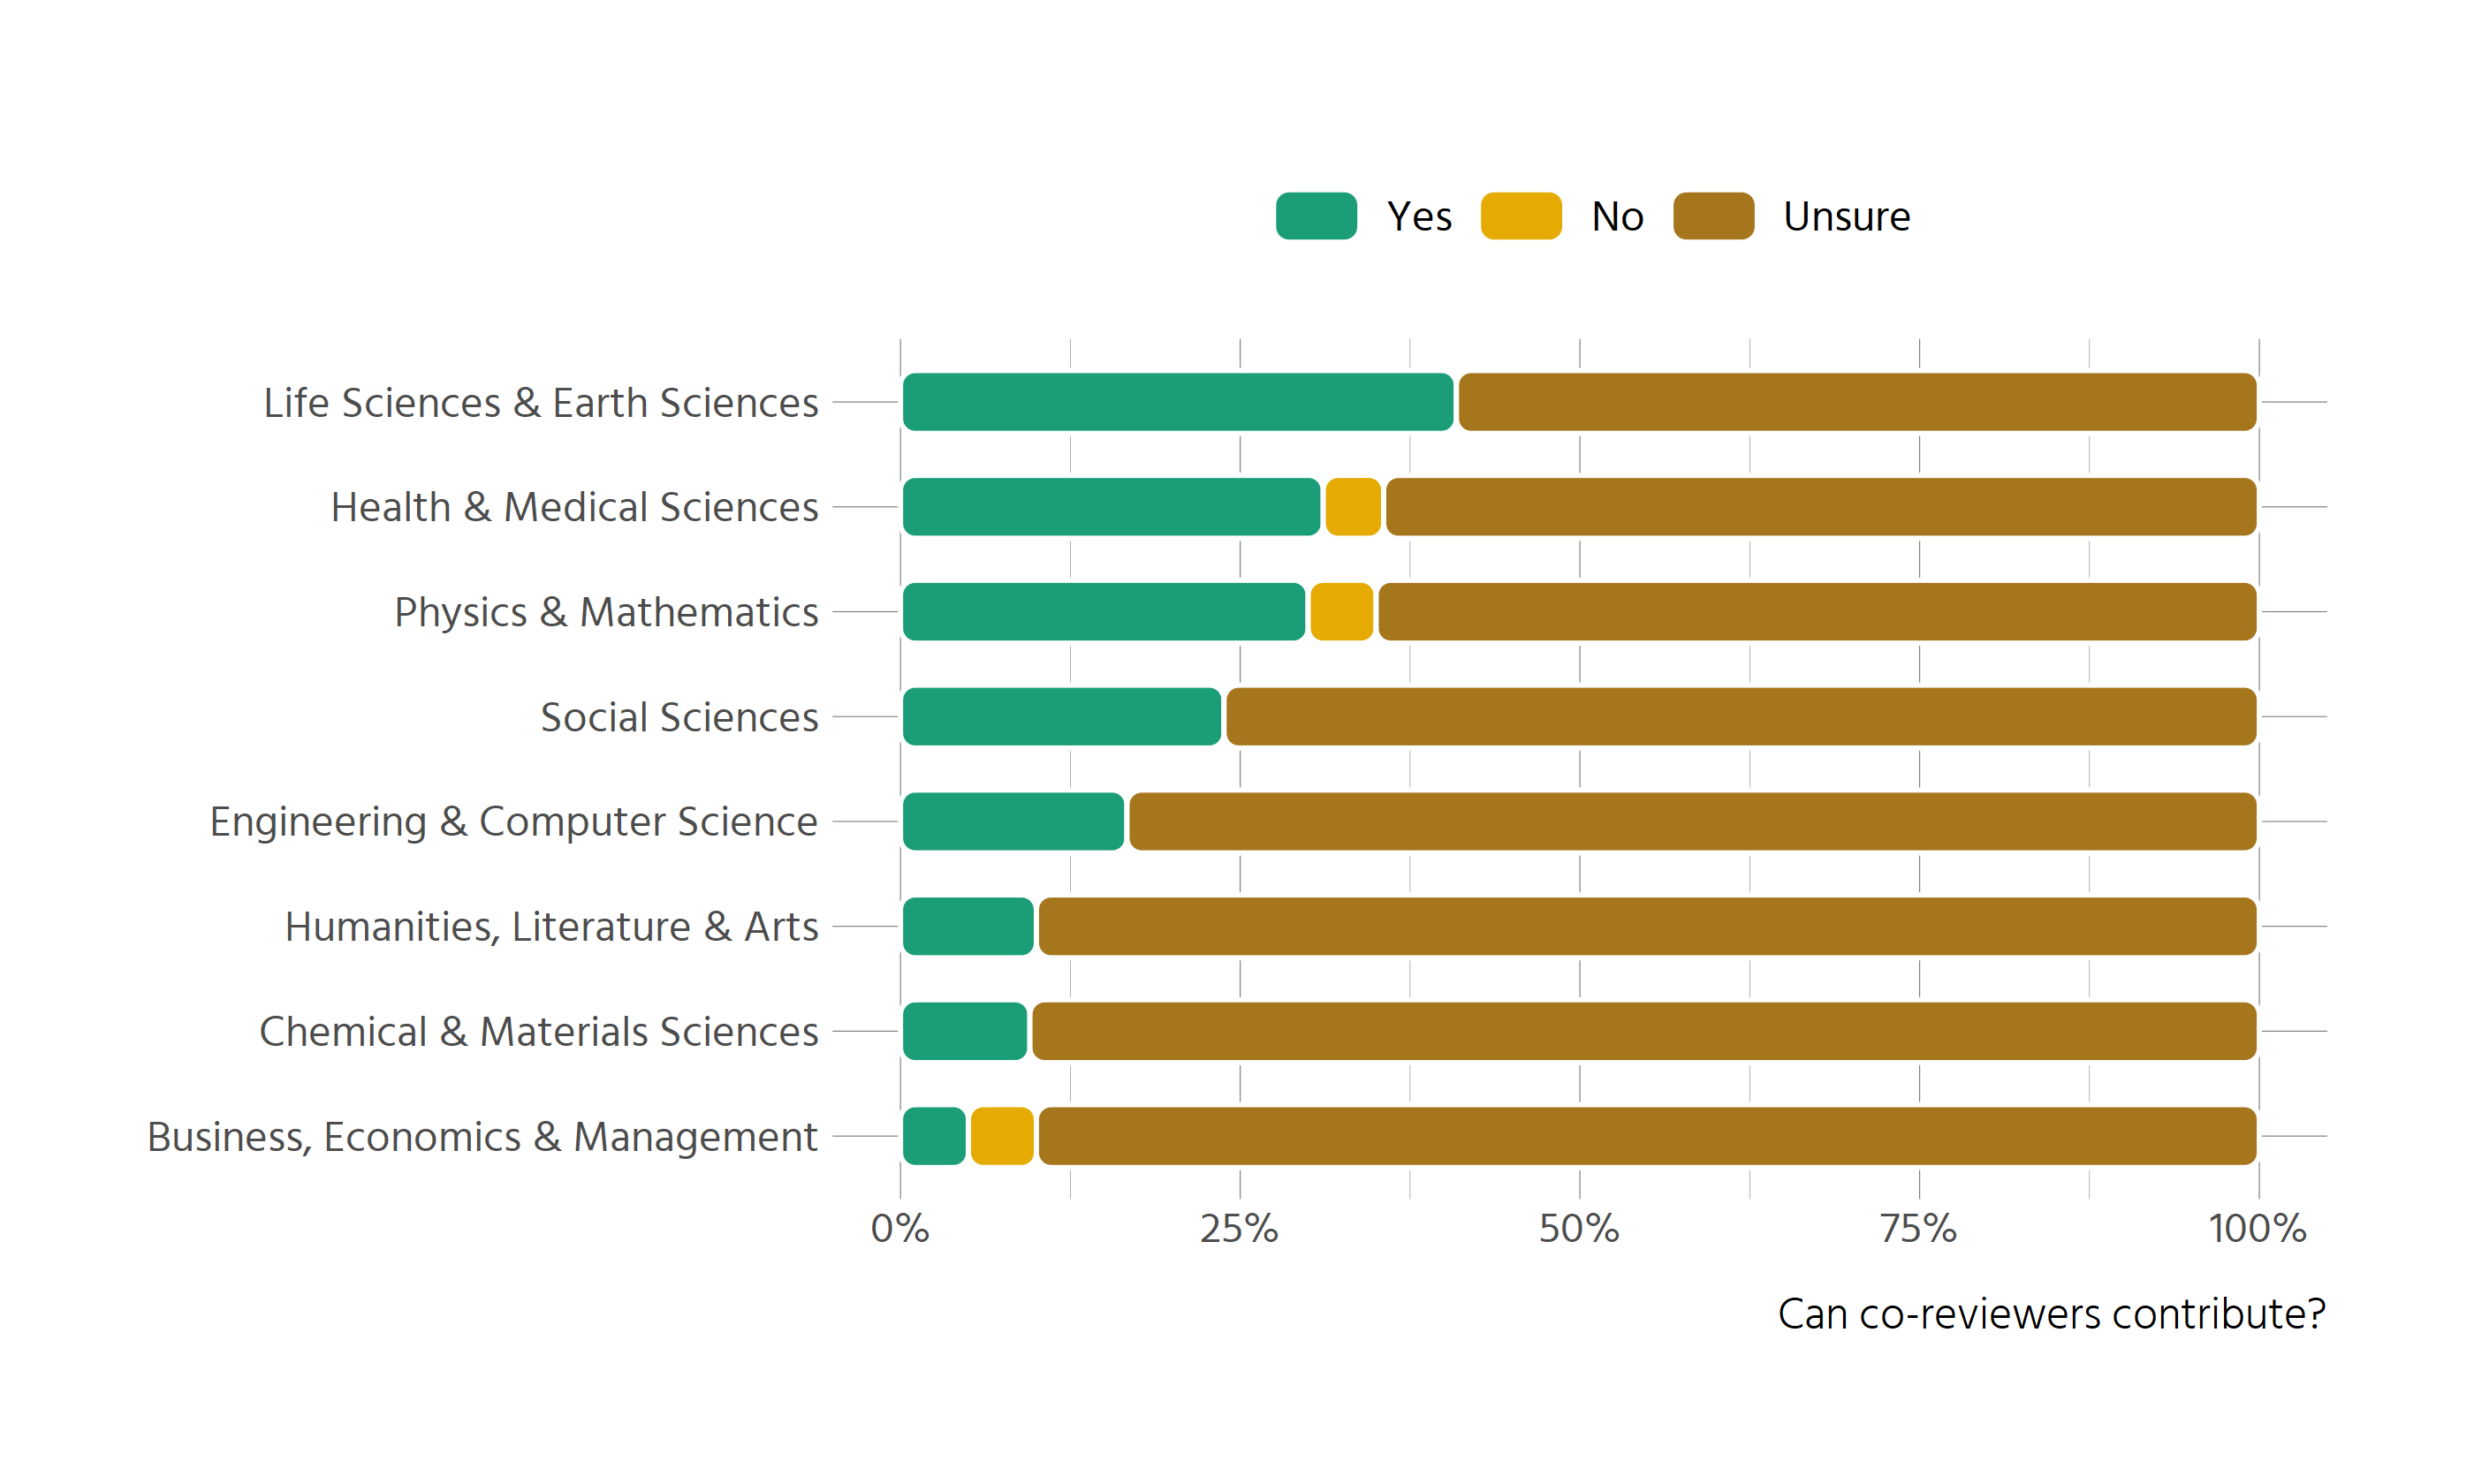 Yes No Unsure
Life Sciences & Earth Sciences
Health & Medical Sciences
Physics & Mathematics
Social Sciences
Engineering & Computer Science
Humanities, Literature & Arts
Chemical & Materials Sciences
Business, Economics & Management
0% 25% 50% 75% 100%
Can co-reviewers contribute?